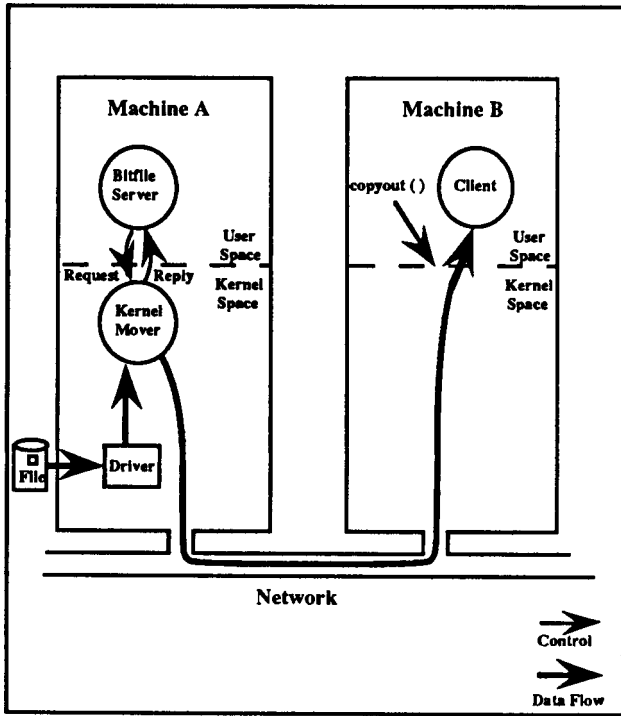 Machine A
Machine B
Bitfile
Server
copyout ( )
Client
User
Space
User
Space
Request
Reply
Kernel
Space
Kernel
Space
Kernel
Mover
File
Driver
Network
Control
Data Flow